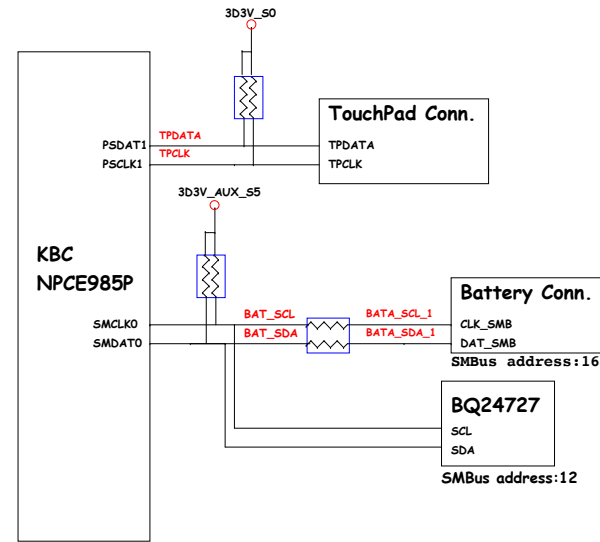 3D3V_S0
TouchPad Conn.
TPDATA
PSDAT1
TPDATA
TPCLK
PSCLK1
TPCLK
3D3V_AUX_S5
KBC
NPCE985P
Battery Conn.
BAT_SCL
BATA_SCL_1
SMCLK0
CLK_SMB
BAT_SDA
BATA_SDA_1
SMDAT0
DAT_SMB
SMBus address:16
BQ24727
SCL
SDA
SMBus address:12